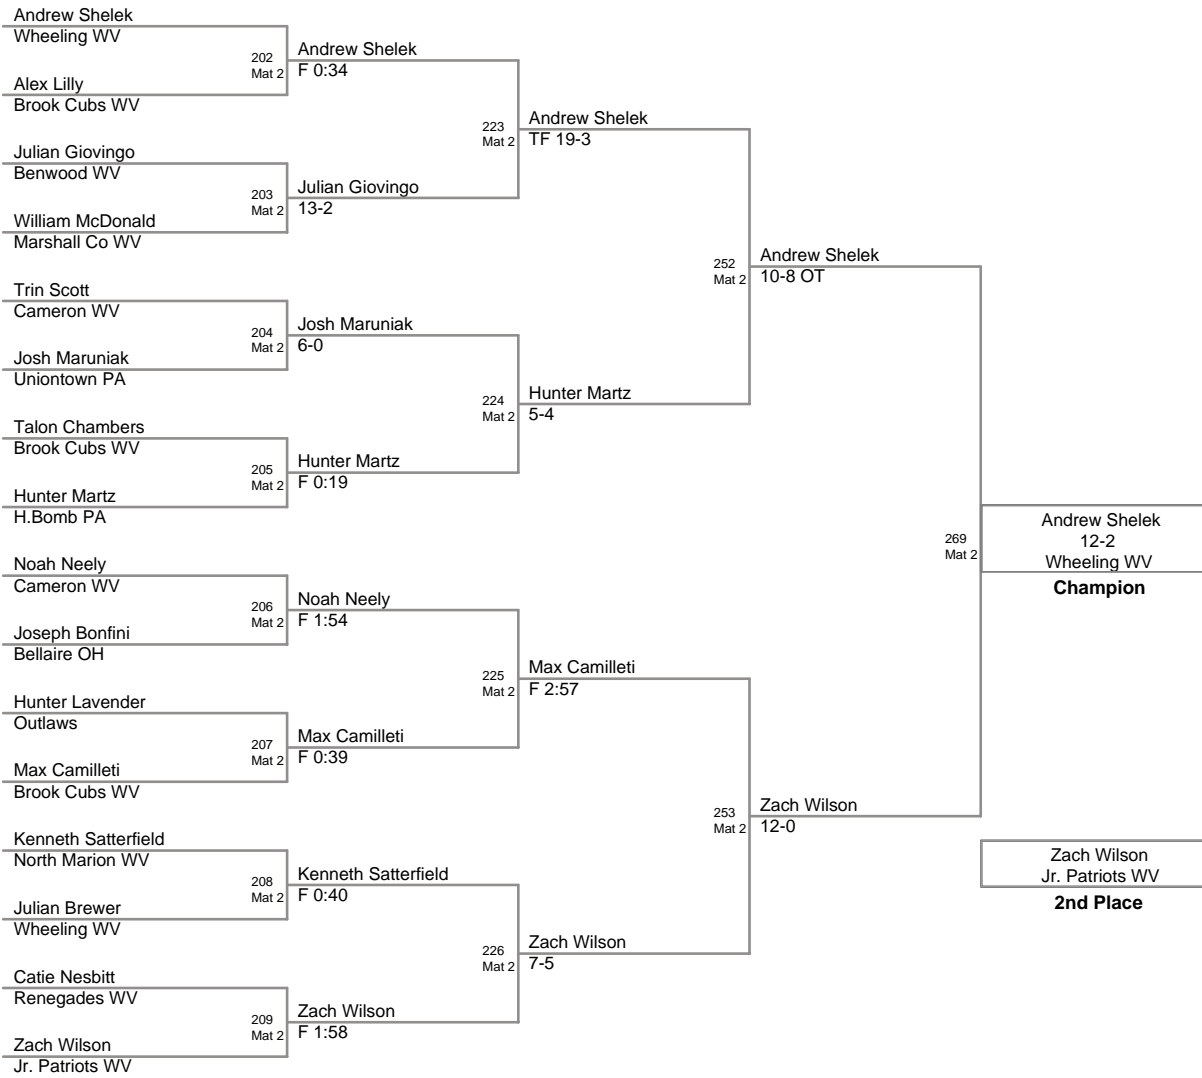 Andrew Shelek
Wheeling WV
202
Mat 2
Andrew Shelek
F 0:34
Alex Lilly
Brook Cubs WV
223
Mat 2
Andrew Shelek
TF 19-3
Julian Giovingo
Benwood WV
203
Mat 2
Julian Giovingo
13-2
William McDonald
Marshall Co WV
252
Mat 2
Andrew Shelek
10-8 OT
Trin Scott
Cameron WV
204
Mat 2
Josh Maruniak
6-0
Josh Maruniak
Uniontown PA
224
Mat 2
Hunter Martz
5-4
Talon Chambers
Brook Cubs WV
205
Mat 2
Hunter Martz
F 0:19
Hunter Martz
H.Bomb PA
269
Mat 2
Andrew Shelek
12-2
Wheeling WV
Champion
Noah Neely
Cameron WV
206
Mat 2
Noah Neely
F 1:54
Joseph Bonfini
Bellaire OH
225
Mat 2
Max Camilleti
F 2:57
Hunter Lavender
Outlaws
207
Mat 2
Max Camilleti
F 0:39
Max Camilleti
Brook Cubs WV
253
Mat 2
Zach Wilson
12-0
Kenneth Satterfield
North Marion WV
208
Mat 2
Kenneth Satterfield
F 0:40
Zach Wilson
Jr. Patriots WV
2nd Place
Julian Brewer
Wheeling WV
226
Mat 2
Zach Wilson
7-5
Catie Nesbitt
Renegades WV
209
Mat 2
Zach Wilson
F 1:58
Zach Wilson
Jr. Patriots WV